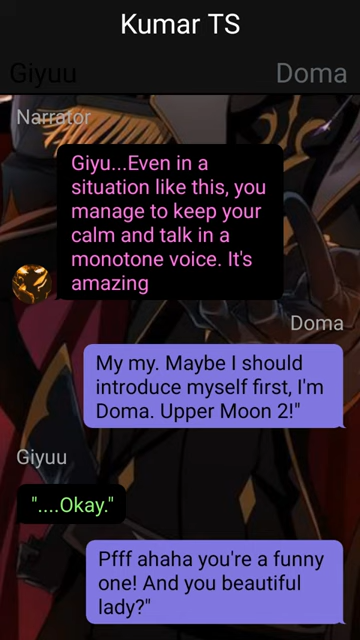 Kumar TS
Giyuu
Doma
Narrator
Giyu...Even in a
situation like this, you
manage to keep your
calm and talk in a
monotone voice. It's
amazing
Doma
My my. Maybe I should
introduce myself first, I'm
Doma. Upper Moon 2!"
Giyuu
"....Okay."
Pfff ahaha you're a funny
one! And you beautiful
lady?"